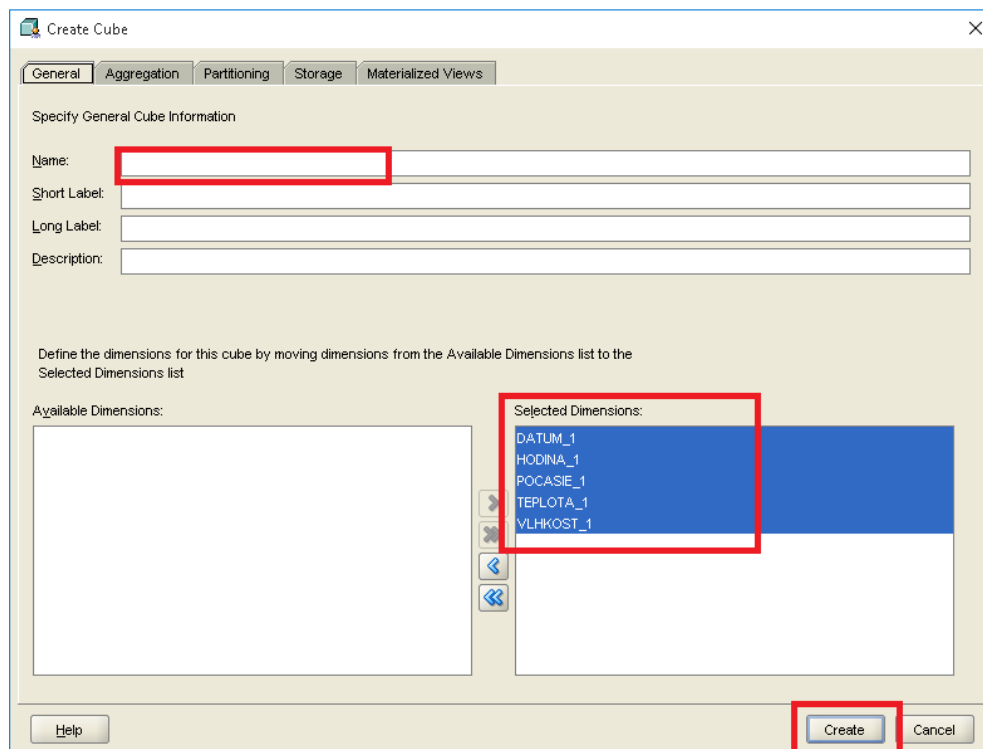 Create Cube
General Aggregation Partitioning Storage Materialized Views
Specify General Cube Information
Name:
Short Label:
Long Label:
Description:
Define the dimensions for this cube by moving dimensions from the Available Dimensions list to the
Selected Dimensions list
Available Dimensions:
Selected Dimensions:
DATUM_1
HODINA_1
POCASIE_1
TEPLOTA_1
VLHKOST_1
Help Create Cancel